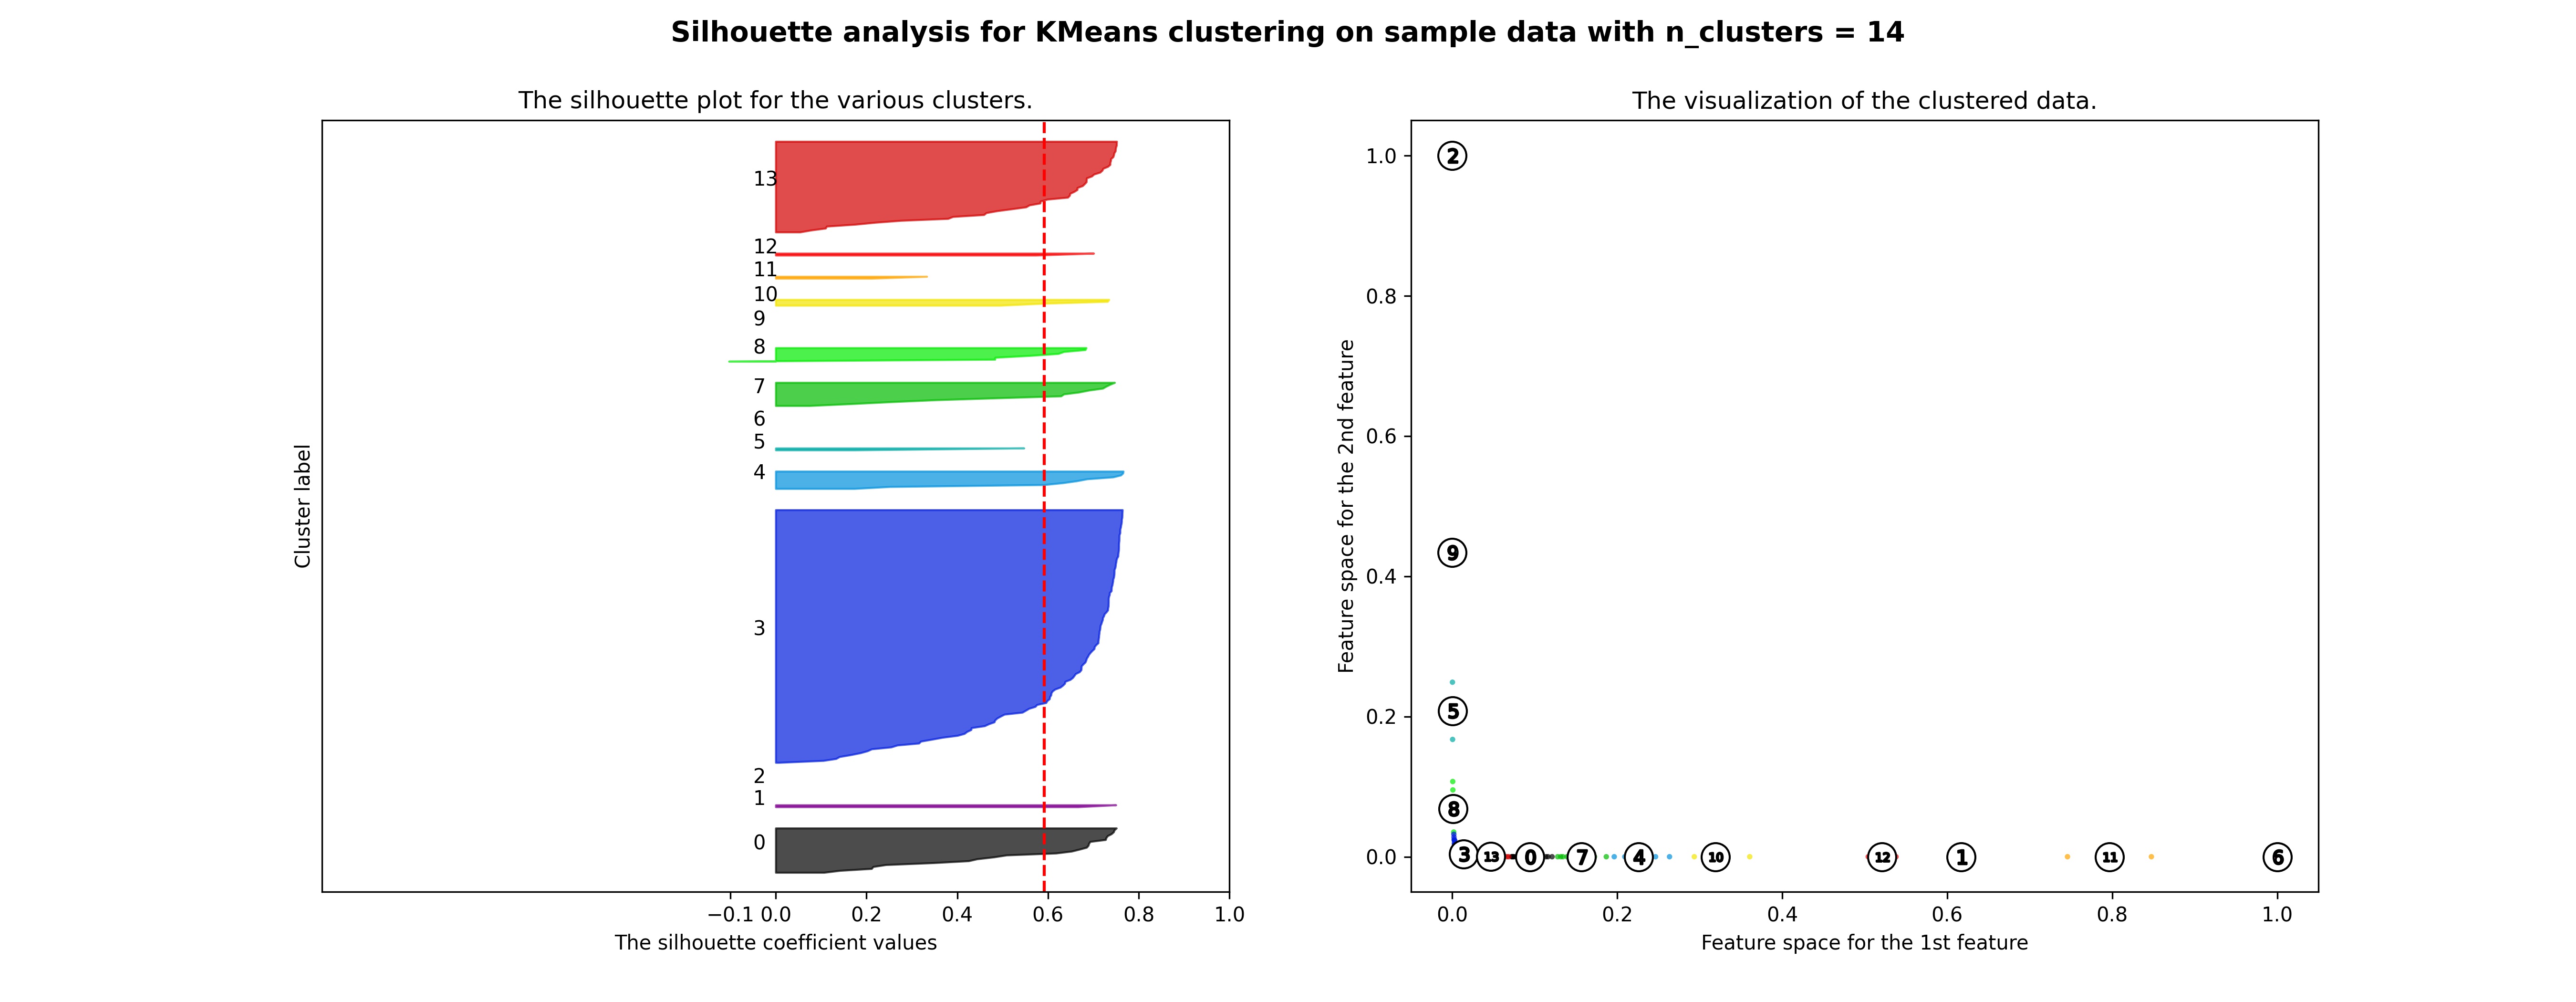 Silhouette analysis for KMeans clustering on sample data with n_clusters = 14
The silhouette plot for the various clusters.
13
12
11
10
9
8
7
6
5
4
3
2
1
0
Cluster label
−0.1 0.0 0.2 0.4 0.6 0.8 1.0
The silhouette coefficient values
The visualization of the clustered data.
1.0
0.8
0.6
0.4
0.2
0.0
Feature space for the 2nd feature
2
9
5
8
3 13 0 7 4 10 12 1 11 6
0.0 0.2 0.4 0.6 0.8 1.0
Feature space for the 1st feature